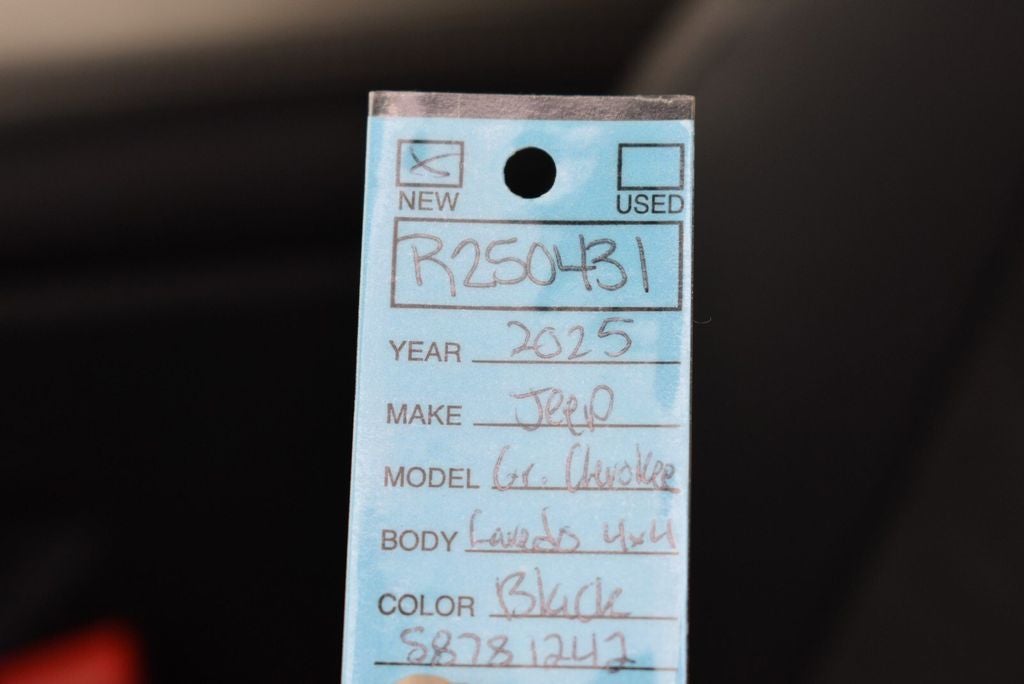 X
NEW USED
R250431
YEAR 2025
MAKE Jeep
MODEL Gr. Cherokee
BODY Laredo 4x4
COLOR Black
S8781242